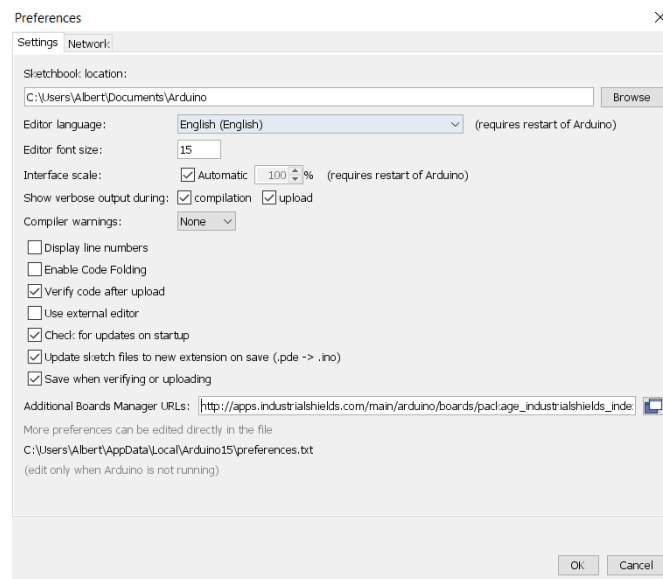 Preferences
Settings Network
Sketchbook location:
C:\Users\Albert\Documents\Arduino Browse
Editor language: English (English) (requires restart of Arduino)
Editor font size: 15
Interface scale: Automatic 100 % (requires restart of Arduino)
Show verbose output during: compilation upload
Compiler warnings: None
Display line numbers
Enable Code Folding
Verify code after upload
Use external editor
Check for updates on startup
Update sketch files to new extension on save (.pde -> .ino)
Save when verifying or uploading
Additional Boards Manager URLs: http://apps.industrialshields.com/main/arduino/boards/package_industrialshields_inde
More preferences can be edited directly in the file
C:\Users\Albert\AppData\Local\Arduino15\preferences.txt
(edit only when Arduino is not running)
OK Cancel